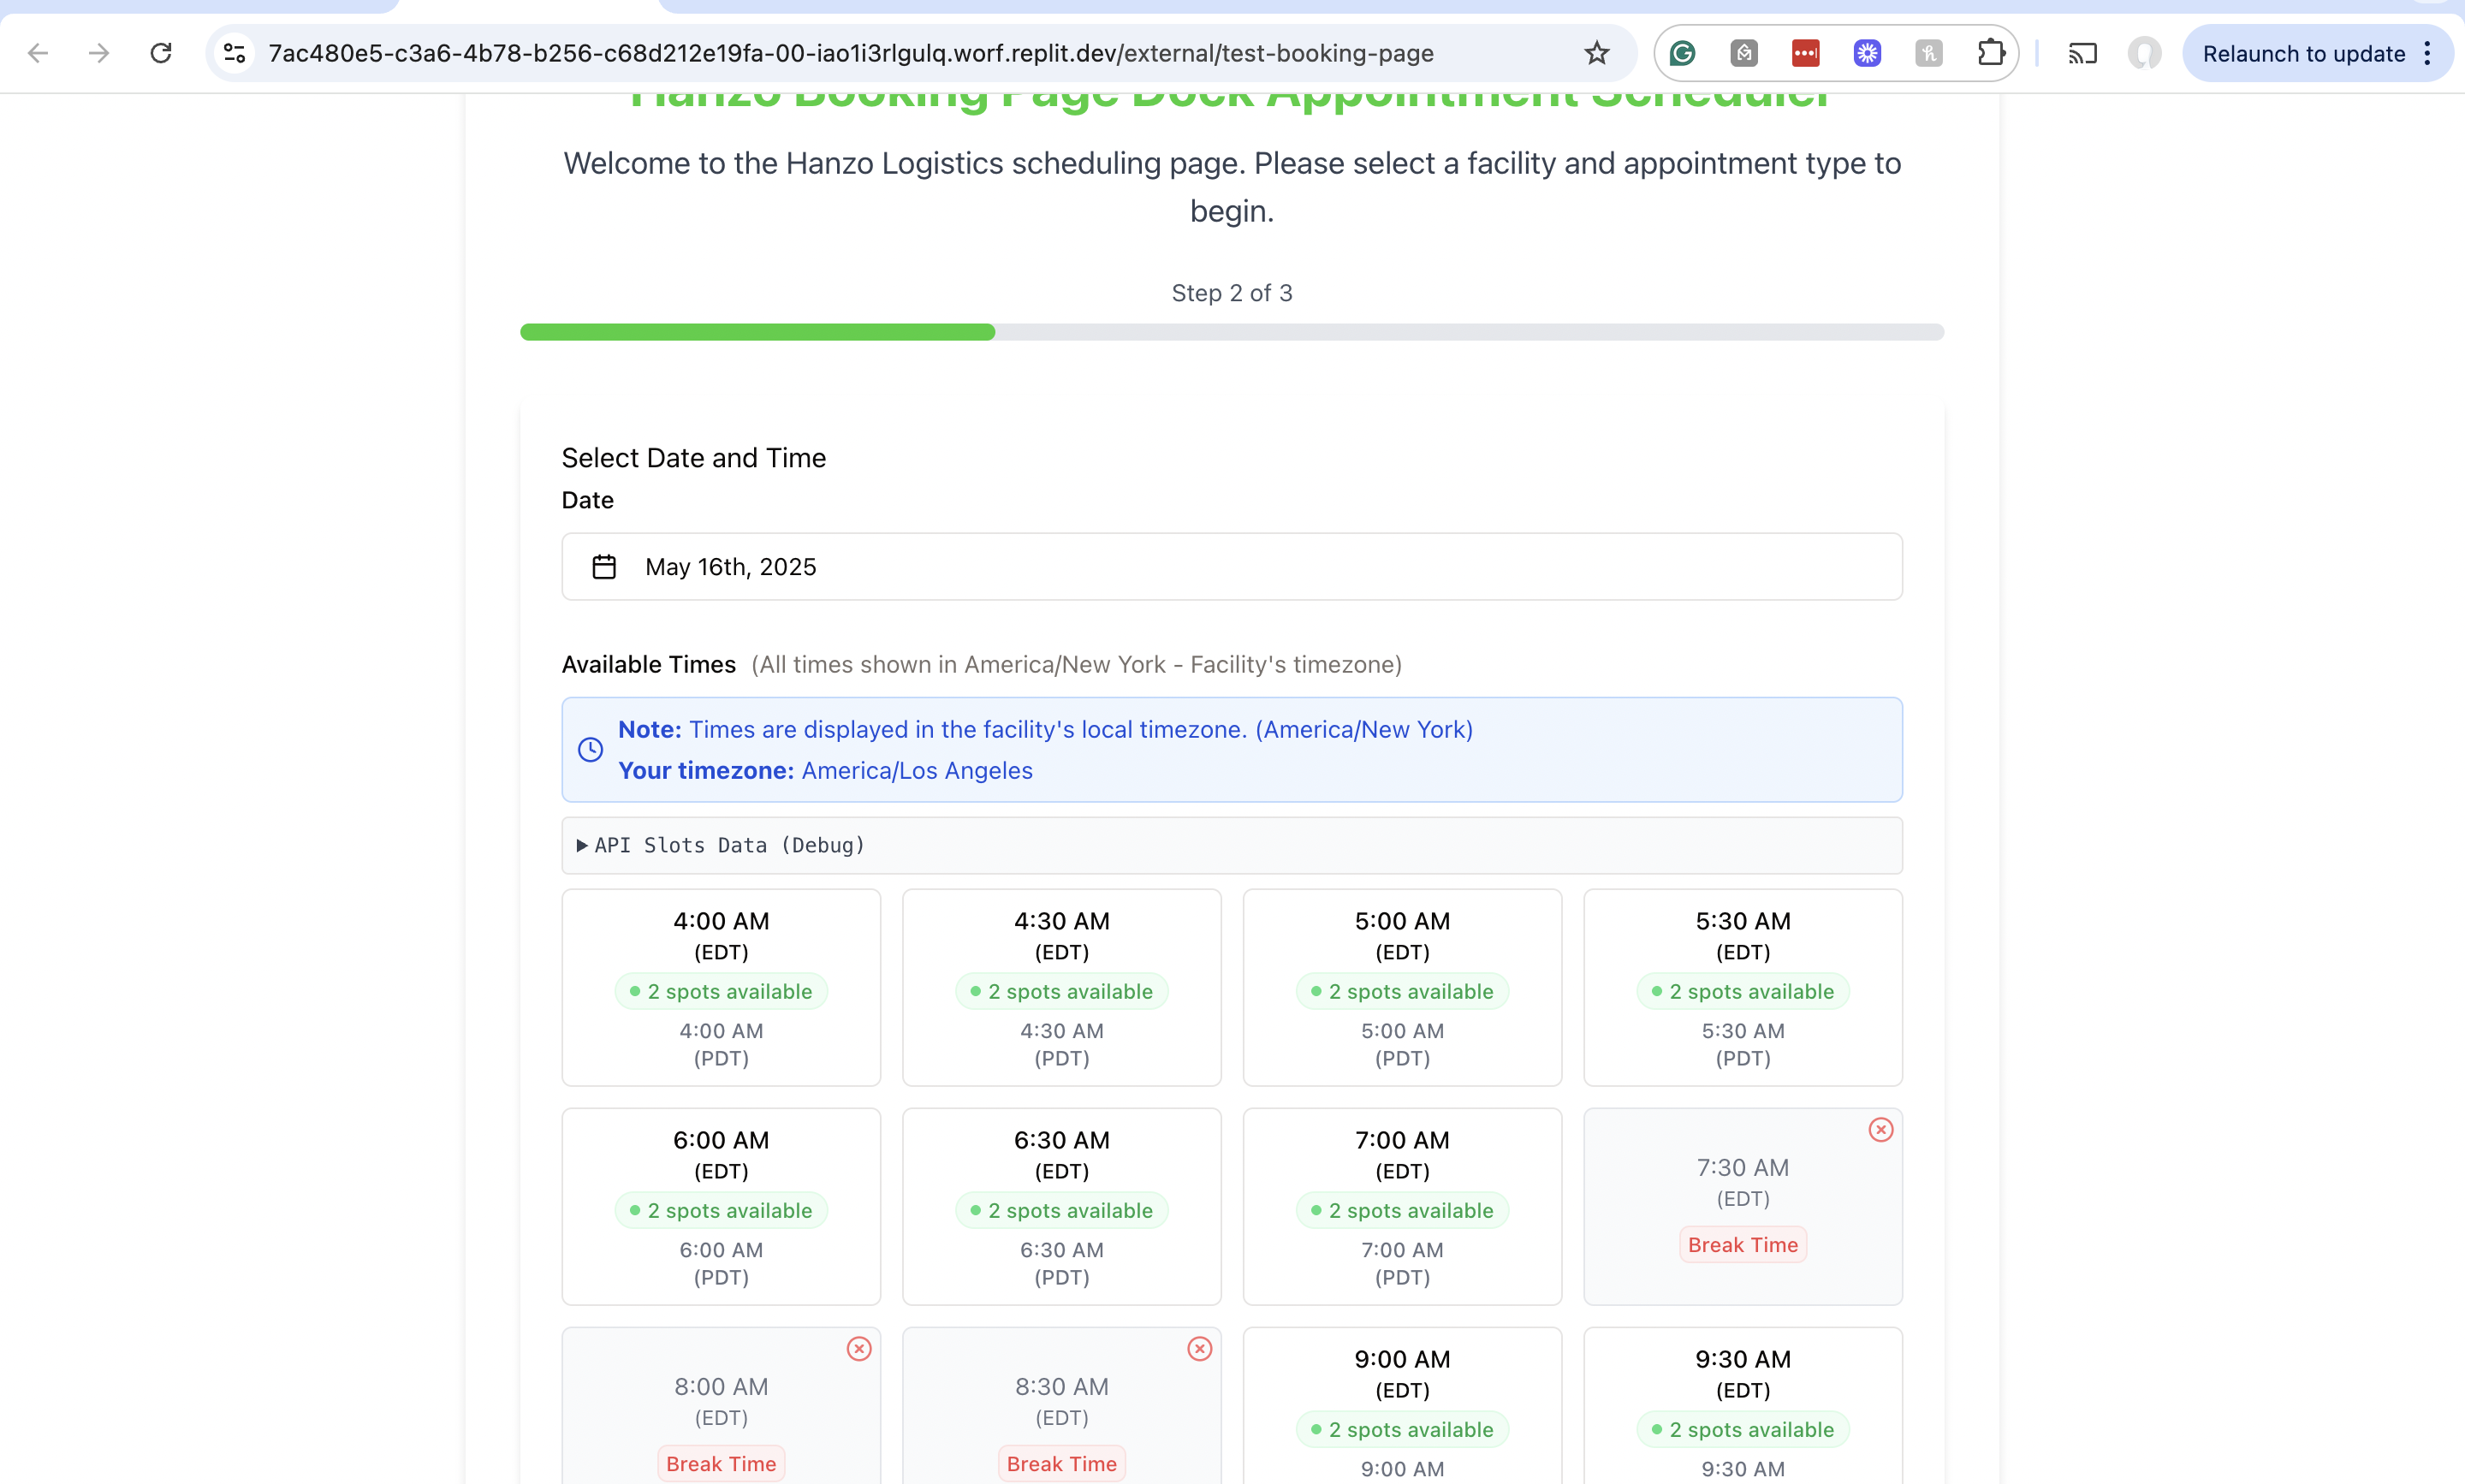 7ac480e5-c3a6-4b78-b256-c68d212e19fa-00-iao1i3rlgulq.worf.replit.dev/external/test-booking-page
Relaunch to update
Hanzo Booking Page Dock Appointment Scheduler
Welcome to the Hanzo Logistics scheduling page. Please select a facility and appointment type to
begin.
Step 2 of 3
Select Date and Time
Date
May 16th, 2025
Available Times (All times shown in America/New York - Facility's timezone)
Note: Times are displayed in the facility's local timezone. (America/New York)
Your timezone: America/Los Angeles
API Slots Data (Debug)
4:00 AM
(EDT)
2 spots available
4:00 AM
(PDT)
4:30 AM
(EDT)
2 spots available
4:30 AM
(PDT)
5:00 AM
(EDT)
2 spots available
5:00 AM
(PDT)
5:30 AM
(EDT)
2 spots available
5:30 AM
(PDT)
6:00 AM
(EDT)
2 spots available
6:00 AM
(PDT)
6:30 AM
(EDT)
2 spots available
6:30 AM
(PDT)
7:00 AM
(EDT)
2 spots available
7:00 AM
(PDT)
7:30 AM
(EDT)
Break Time
8:00 AM
(EDT)
Break Time
8:30 AM
(EDT)
Break Time
9:00 AM
(EDT)
2 spots available
9:00 AM
9:30 AM
(EDT)
2 spots available
9:30 AM